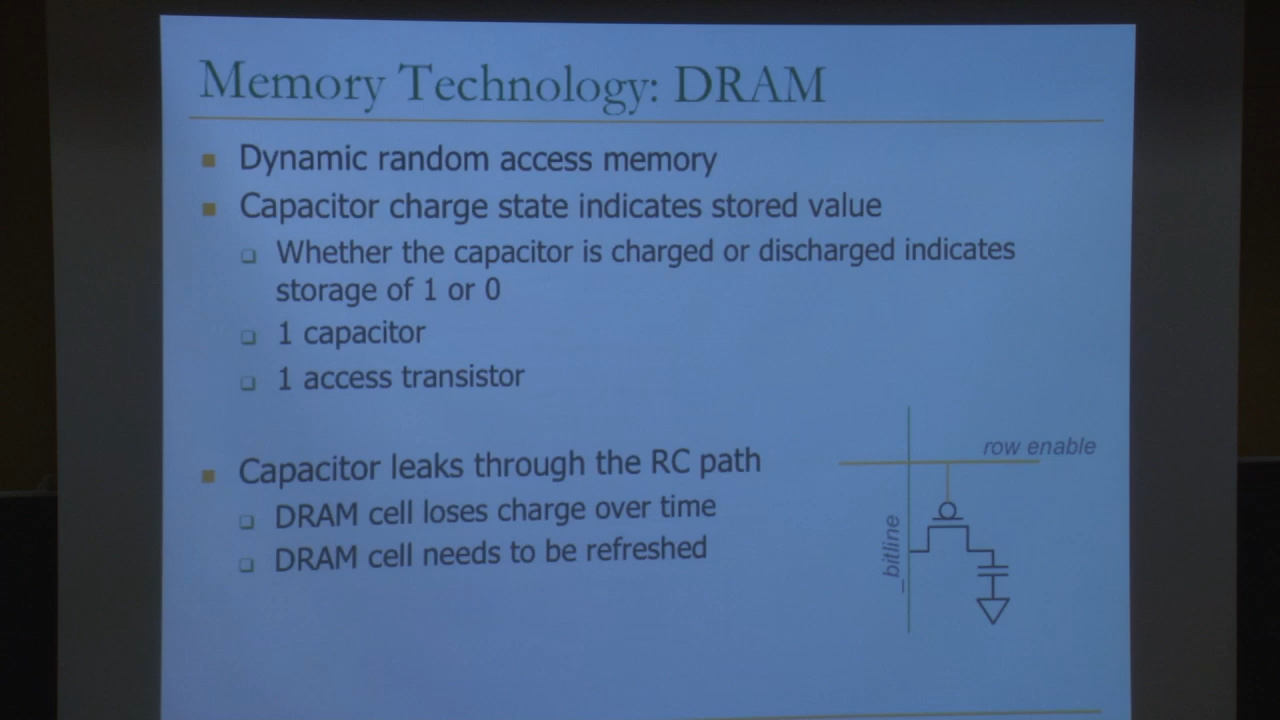 Memory Technology: DRAM
Dynamic random access memory
Capacitor charge state indicates stored value
Whether the capacitor is charged or discharged indicates
storage of 1 or 0
1 capacitor
1 access transistor
Capacitor leaks through the RC path
DRAM cell loses charge over time
DRAM cell needs to be refreshed
row enable
_bitline